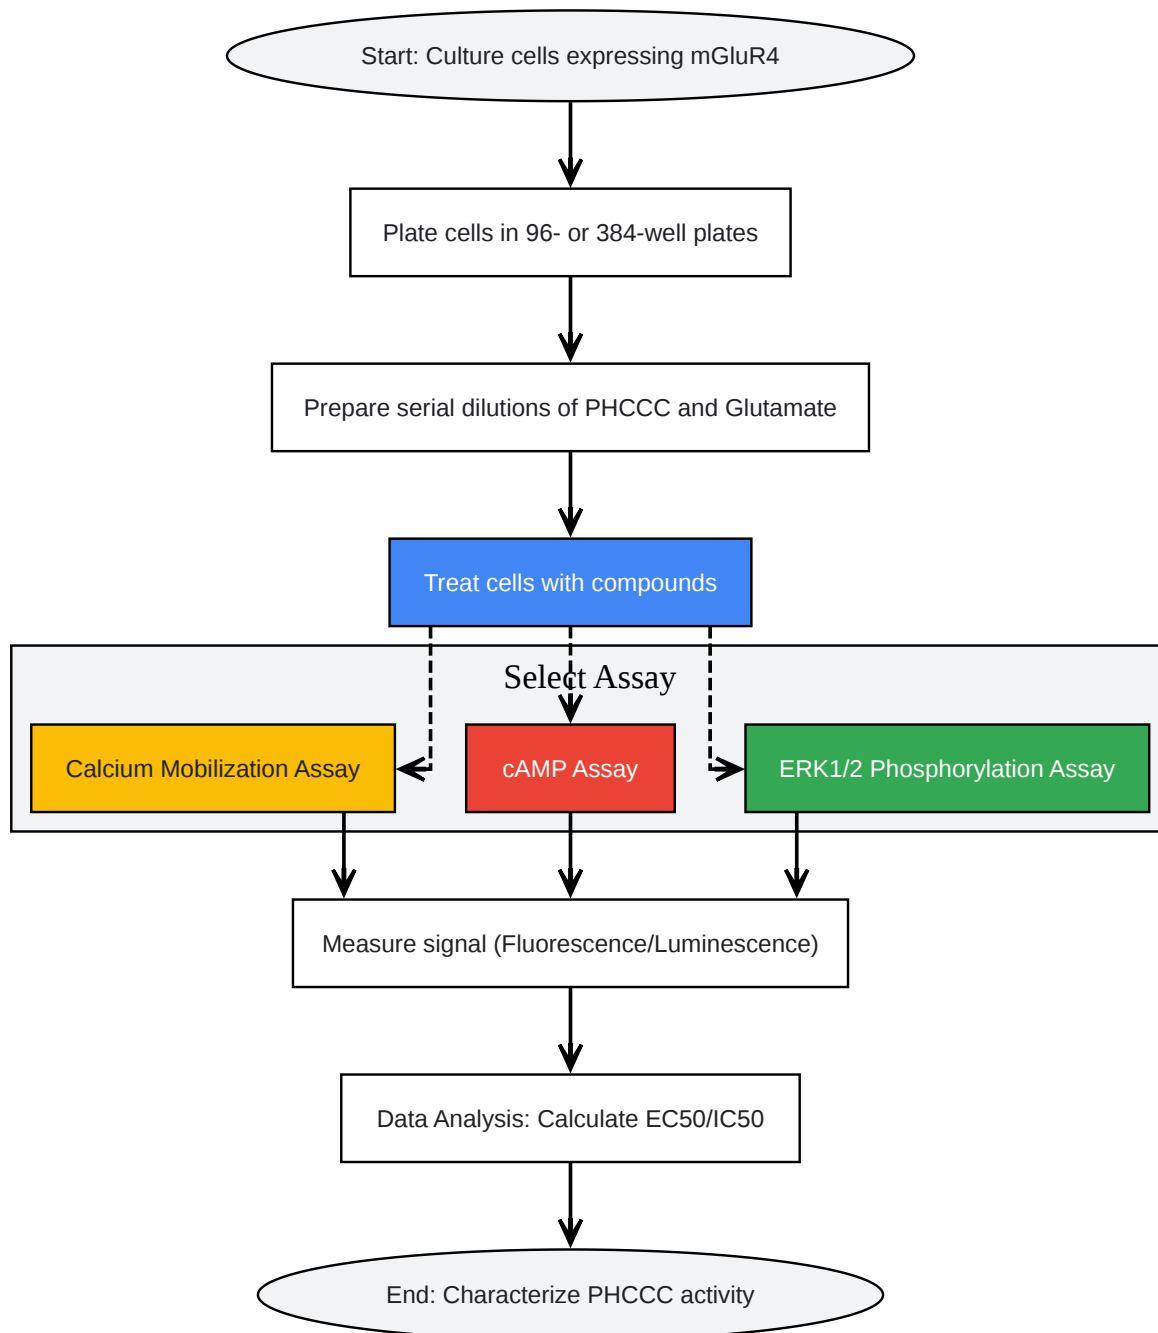 Start: Culture cells expressing mGluR4
Plate cells in 96- or 384-well plates
Prepare serial dilutions of PHCCC and Glutamate
Treat cells with compounds
Select Assay
Calcium Mobilization Assay
cAMP Assay
ERK1/2 Phosphorylation Assay
Measure signal (Fluorescence/Luminescence)
Data Analysis: Calculate EC50/IC50
End: Characterize PHCCC activity